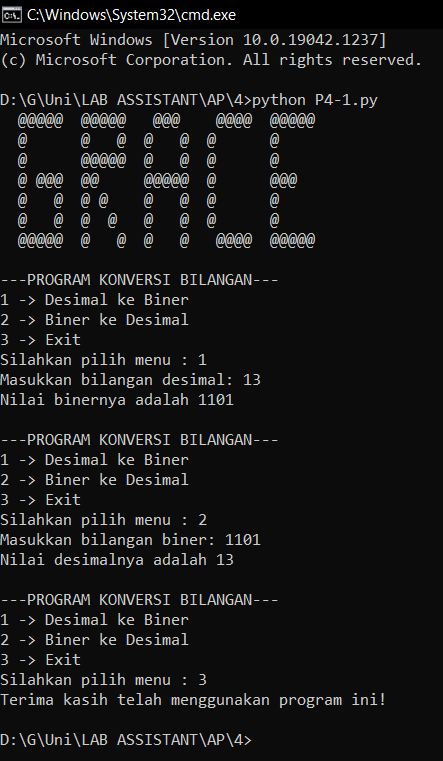 C:\Windows\System32\cmd.exe
Microsoft Windows [Version 10.0.19042.1237]
(c) Microsoft Corporation. All rights reserved.
D:\G\Uni\LAB ASSISTANT\AP\4>python P4-1.py
  @@@@@  @@@@@   @@@    @@@@  @@@@@
  @      @   @  @   @  @      @
  @      @@@@@  @   @  @      @
  @ @@@  @@     @@@@@  @      @@@
  @   @  @ @    @   @  @      @
  @   @  @  @   @   @  @      @
  @@@@@  @   @  @   @   @@@@  @@@@@
---PROGRAM KONVERSI BILANGAN---
1 -> Desimal ke Biner
2 -> Biner ke Desimal
3 -> Exit
Silahkan pilih menu : 1
Masukkan bilangan desimal: 13
Nilai binernya adalah 1101
---PROGRAM KONVERSI BILANGAN---
1 -> Desimal ke Biner
2 -> Biner ke Desimal
3 -> Exit
Silahkan pilih menu : 2
Masukkan bilangan biner: 1101
Nilai desimalnya adalah 13
---PROGRAM KONVERSI BILANGAN---
1 -> Desimal ke Biner
2 -> Biner ke Desimal
3 -> Exit
Silahkan pilih menu : 3
Terima kasih telah menggunakan program ini!
D:\G\Uni\LAB ASSISTANT\AP\4>